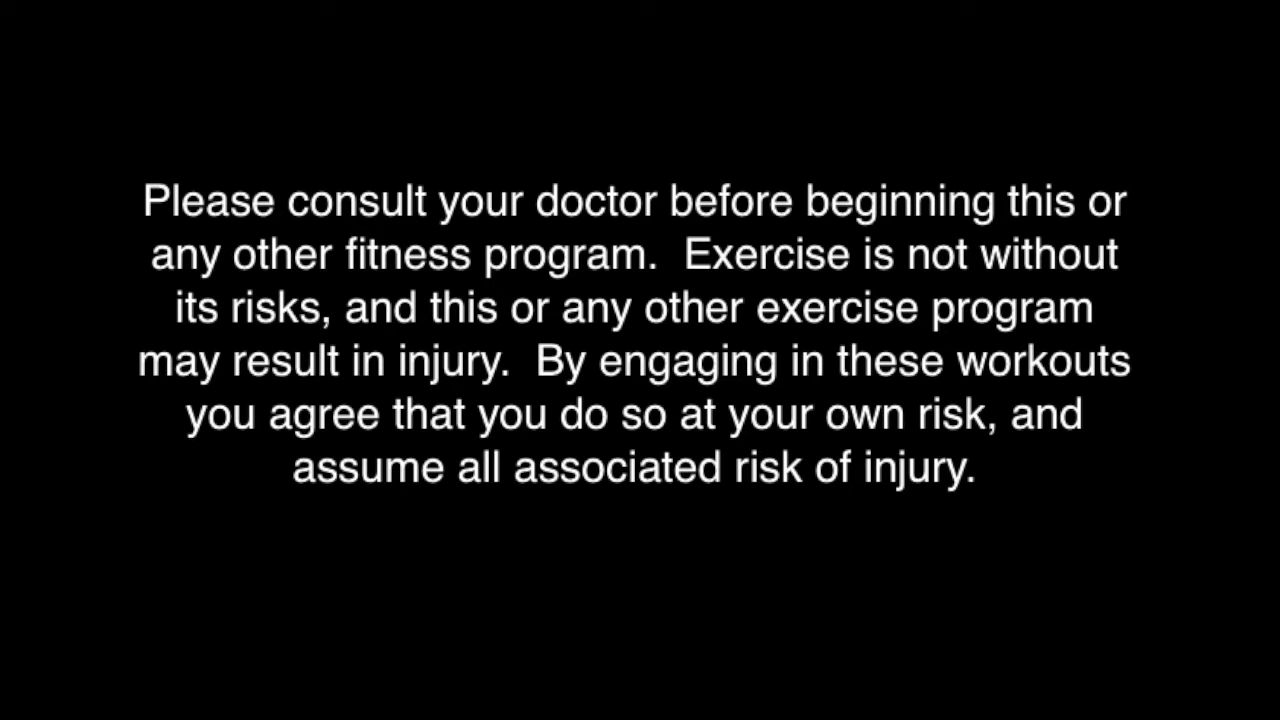 Please consult your doctor before beginning this or
any other fitness program.  Exercise is not without
its risks, and this or any other exercise program
may result in injury.  By engaging in these workouts
you agree that you do so at your own risk, and
assume all associated risk of injury.